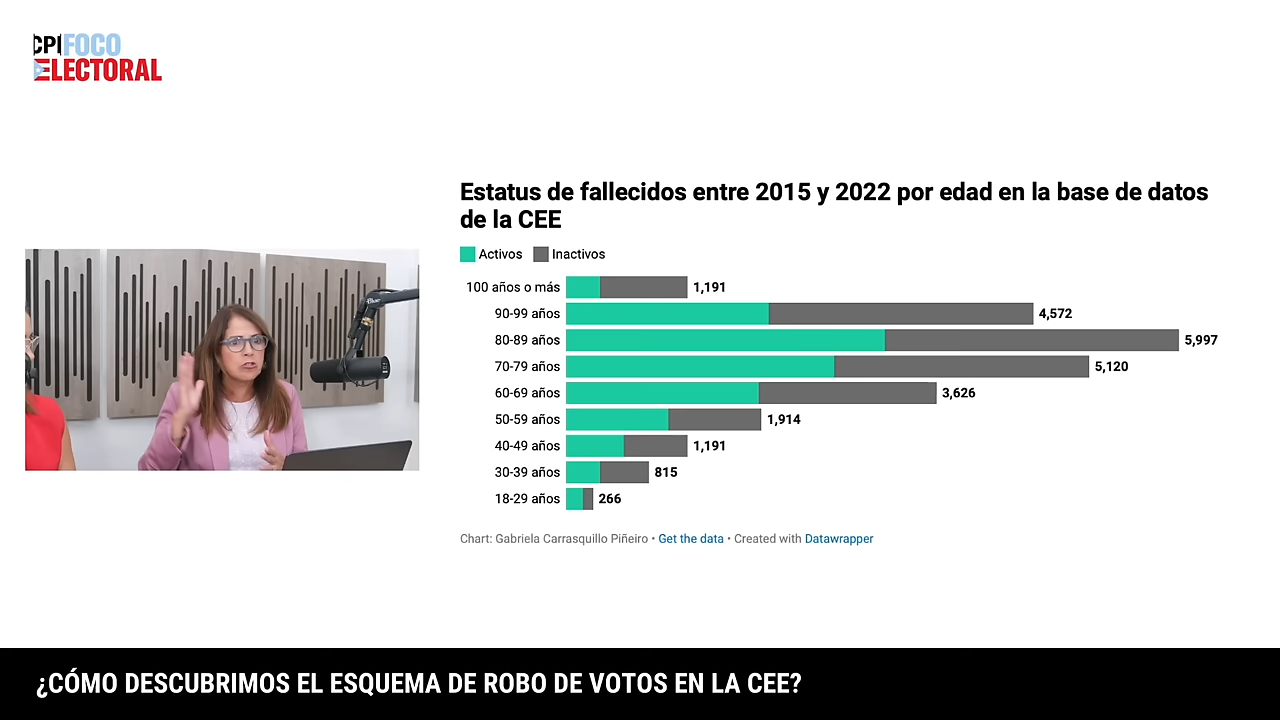 CPI FOCO
ELECTORAL
Estatus de fallecidos entre 2015 y 2022 por edad en la base de datos
de la CEE
Activos Inactivos
100 años o más 1,191
90-99 años 4,572
80-89 años 5,997
70-79 años 5,120
60-69 años 3,626
50-59 años 1,914
40-49 años 1,191
30-39 años 815
18-29 años 266
Chart: Gabriela Carrasquillo Piñeiro • Get the data • Created with Datawrapper
¿CÓMO DESCUBRIMOS EL ESQUEMA DE ROBO DE VOTOS EN LA CEE?